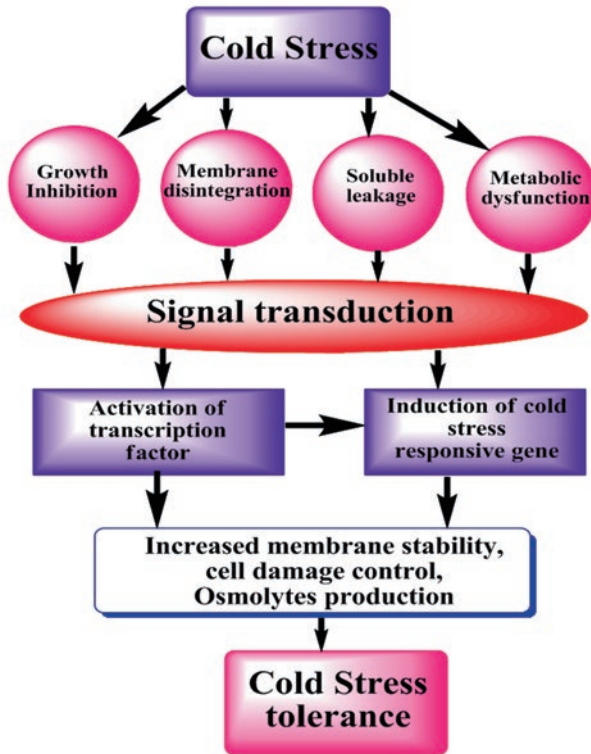 Cold Stress
Growth
Inhibition
Membrane
disintegration
Soluble
leakage
Metabolic
dysfunction
Signal transduction
Activation of
transcription
factor
Induction of cold
stress
responsive gene
Increased membrane stability,
cell damage control,
Osmolytes production
Cold Stress
tolerance